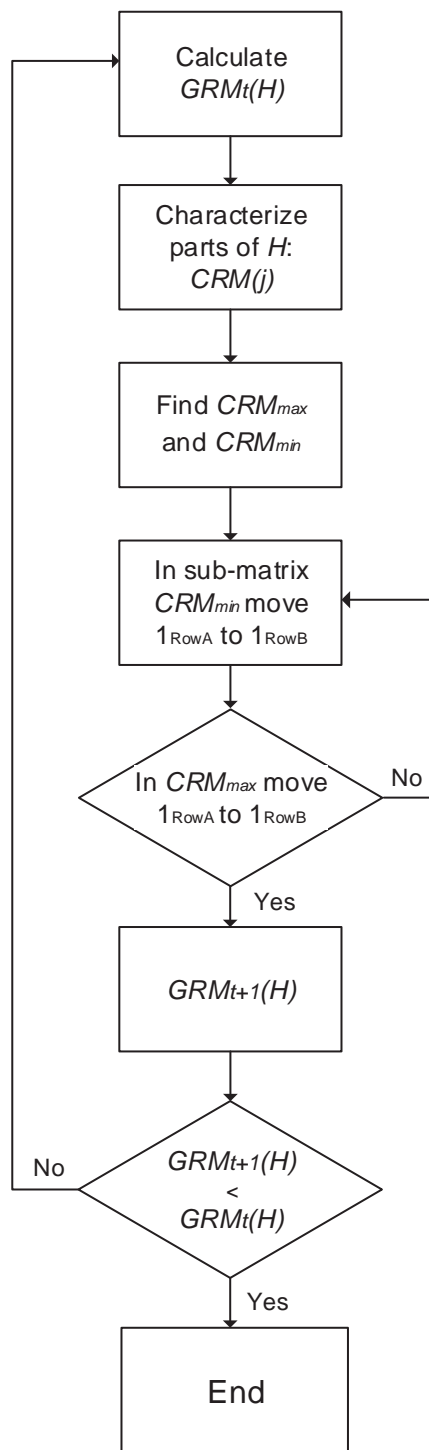 Calculate
GRMt(H)
Characterize
parts of H:
CRM(j)
Find CRMmax
and CRMmin
In sub-matrix
CRMmin move
1RowA to 1RowB
In CRMmax move
1RowA to 1RowB
No
Yes
GRMt+1(H)
No
GRMt+1(H)
<
GRMt(H)
Yes
End